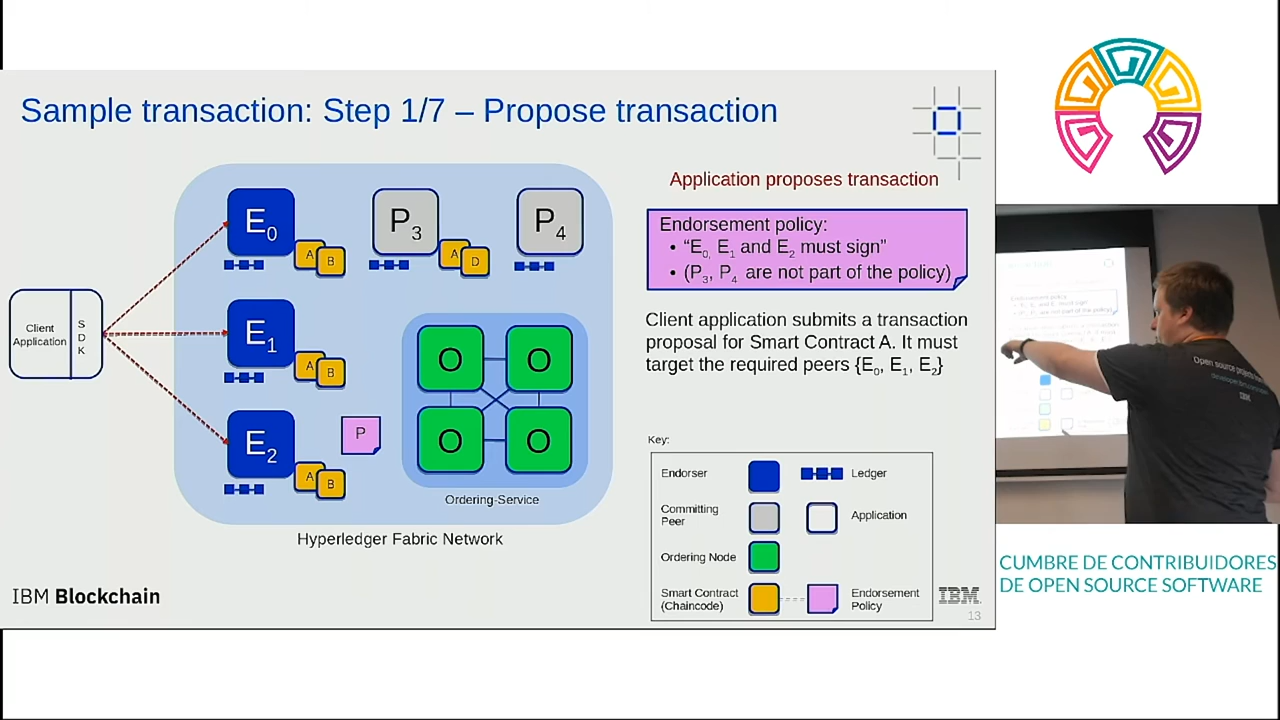 Sample transaction: Step 1/7 – Propose transaction
Application proposes transaction
Endorsement policy:
• “E0, E1 and E2 must sign”
• (P3, P4 are not part of the policy)
Client application submits a transaction
proposal for Smart Contract A. It must
target the required peers {E0, E1, E2}
E0
A
B
P3
A
D
P4
Client
Application
S
D
K
E1
A
B
E2
A
B
P
O
O
O
O
Ordering-Service
Hyperledger Fabric Network
Key:
Endorser
Ledger
Committing
Peer
Application
Ordering Node
Smart Contract
(Chaincode)
Endorsement
Policy
IBM Blockchain
IBM
13
Open source projects
IBM
CUMBRE DE CONTRIBUIDORES
DE OPEN SOURCE SOFTWARE